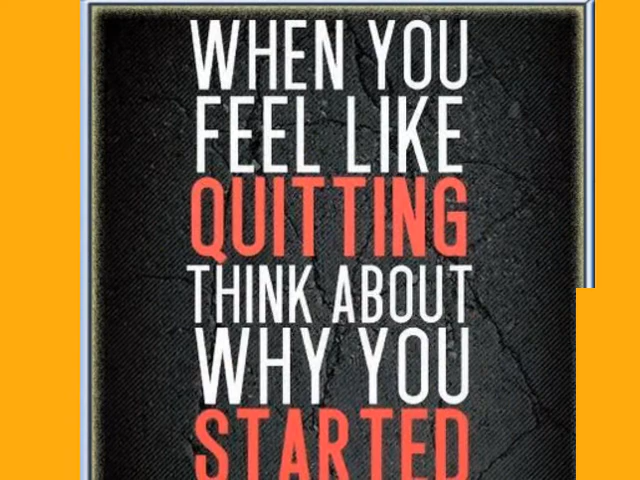 WHEN YOU
FEEL LIKE
QUITTING
THINK ABOUT
WHY YOU
STARTED